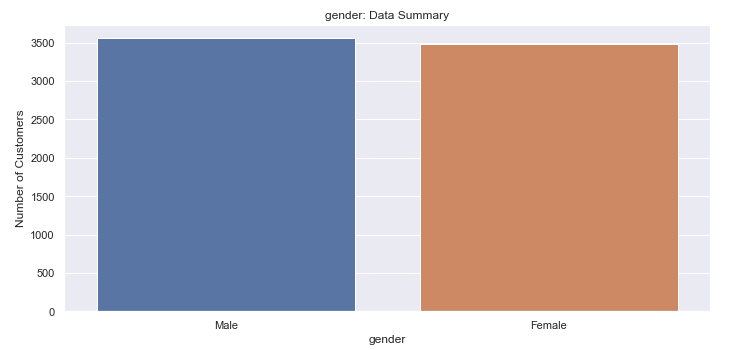 gender: Data Summary
Number of Customers
3500
3000
2500
2000
1500
1000
500
0
Male Female
gender